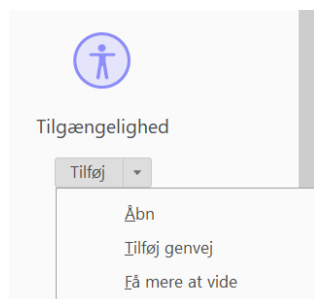 Tilgængelighed
Tilføj
Åbn
Tilføj genvej
Få mere at vide